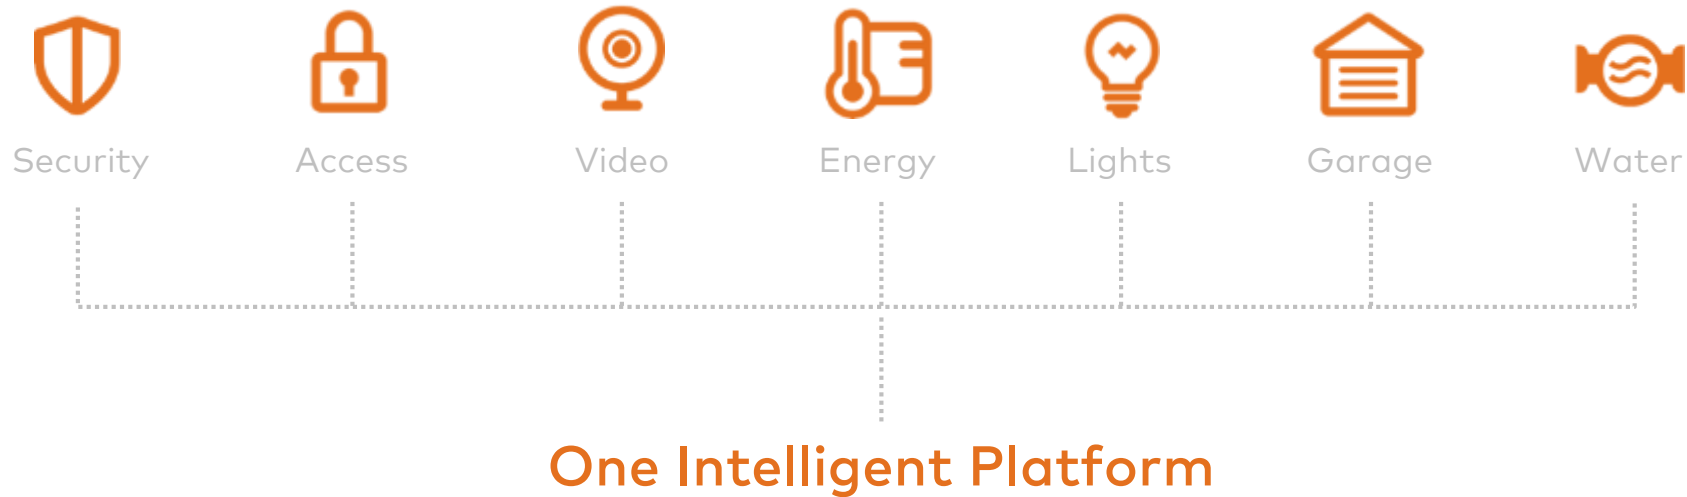 Security Access Video Energy Lights Garage Water
One Intelligent Platform